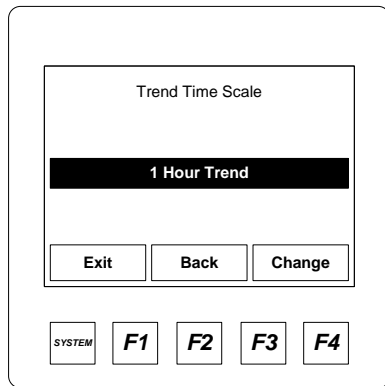 Trend Time Scale
1 Hour Trend
Exit Back Change
SYSTEM F1 F2 F3 F4